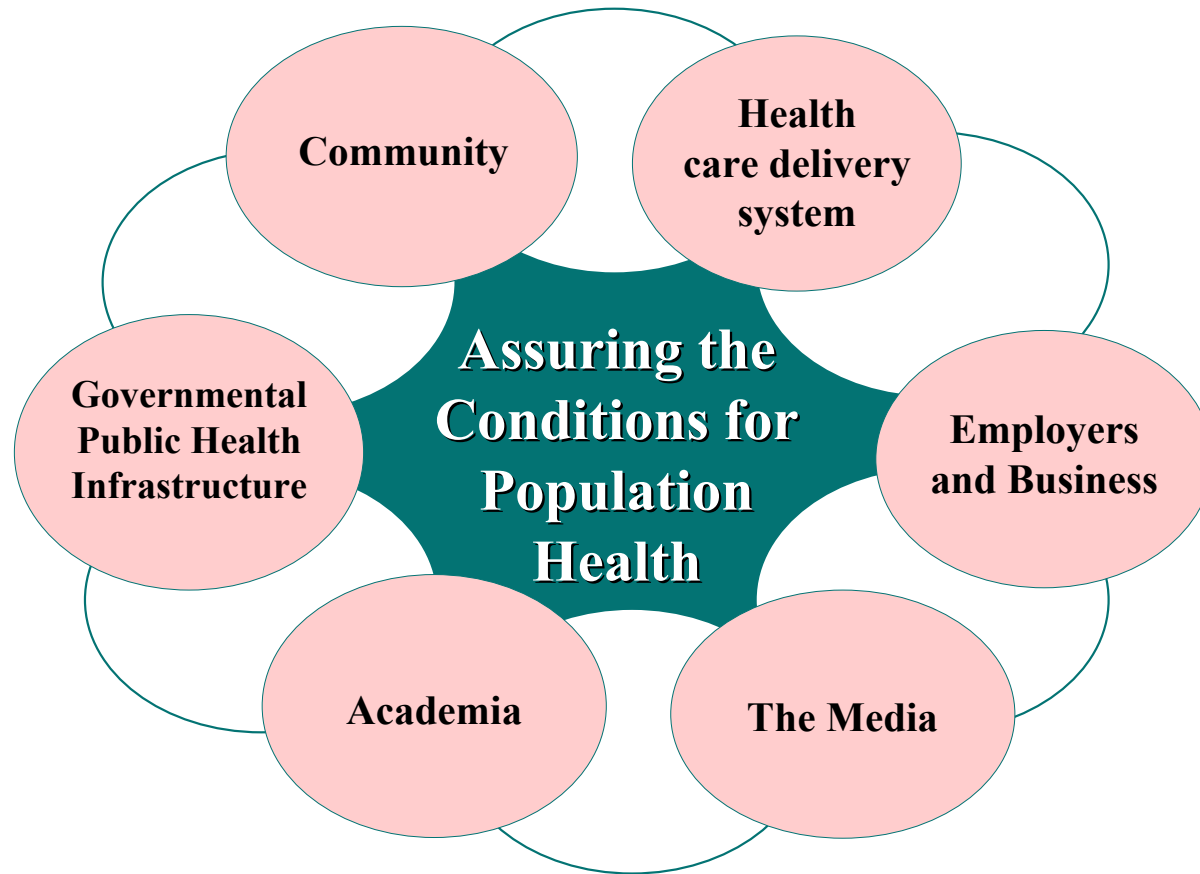 Community
Health
care delivery
system
Assuring the
Conditions for
Population
Health
Governmental
Public Health
Infrastructure
Employers
and Business
Academia
The Media